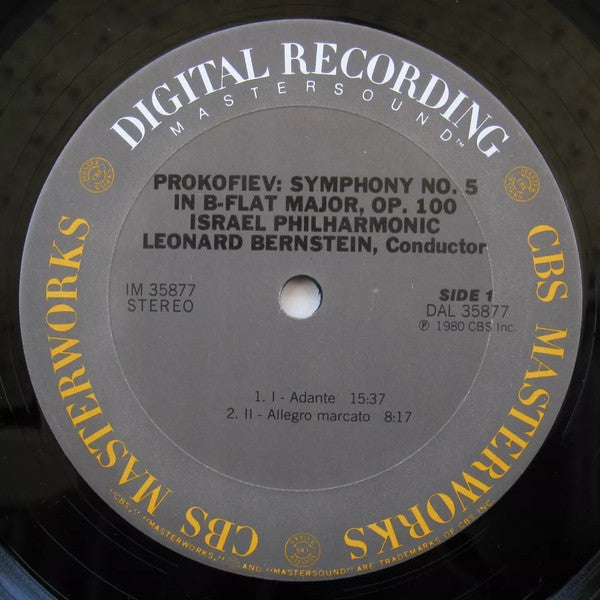 DIGITAL RECORDING
MASTERSOUND™
PROKOFIEV: SYMPHONY NO. 5
IN B-FLAT MAJOR, OP. 100
ISRAEL PHILHARMONIC
LEONARD BERNSTEIN, Conductor
IM 35877
STEREO
SIDE 1
DAL 35877
℗ 1980 CBS Inc.
1. I - Adante 15:37
2. II - Allegro marcato 8:17
CBS MASTERWORKS
CBS MASTERWORKS
"CBS," "MASTERWORKS," AND "MASTERSOUND" ARE TRADEMARKS OF CBS INC.